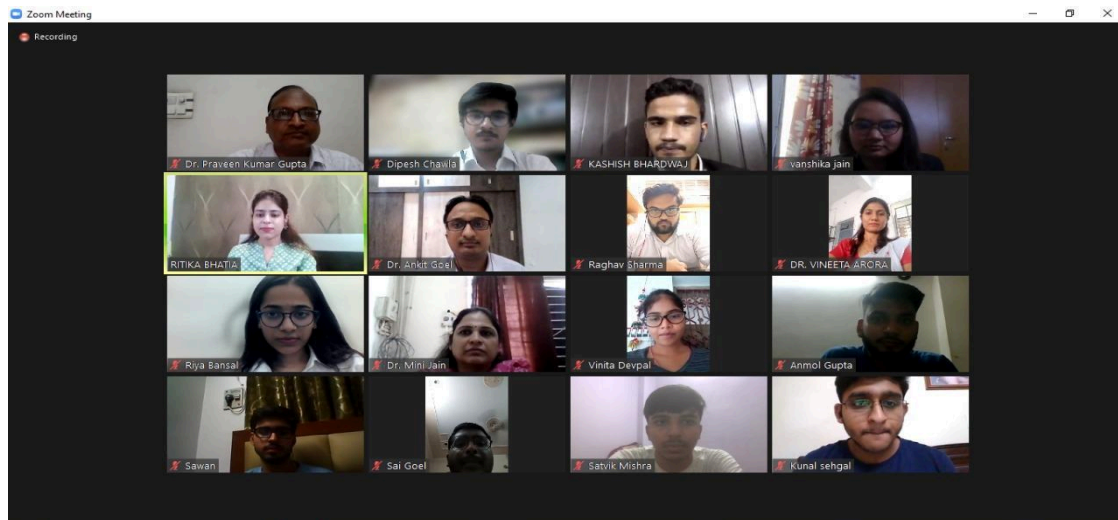 Zoom Meeting
Recording
Dr. Praveen Kumar Gupta
Dipesh Chawla
KASHISH BHARDWAJ
vanshika jain
RITIKA BHATIA
Dr. Ankit Goel
Raghav Sharma
DR. VINEETA ARORA
Riya Bansal
Dr. Mini Jain
Vinita Devpal
Anmol Gupta
Sawan
Sai Goel
Satvik Mishra
Kunal sehgal